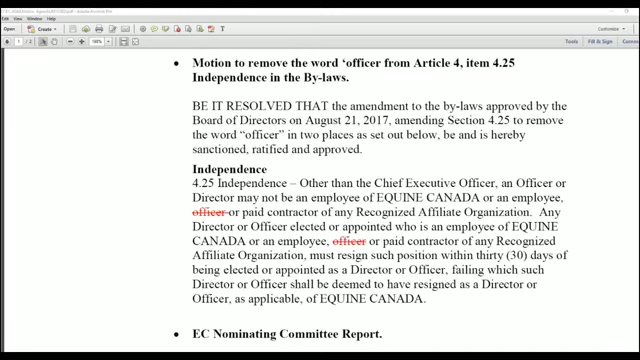 File Edit View Window Help
Open
Create
Customize
1 / 2
Tools
Fill & Sign
• Motion to remove the word ‘officer from Article 4, item 4.25
Independence in the By-laws.
BE IT RESOLVED THAT the amendment to the by-laws approved by the
Board of Directors on August 21, 2017, amending Section 4.25 to remove
the word “officer” in two places as set out below, be and is hereby
sanctioned, ratified and approved.
Independence
4.25 Independence – Other than the Chief Executive Officer, an Officer or
Director may not be an employee of EQUINE CANADA or an employee,
officer or paid contractor of any Recognized Affiliate Organization. Any
Director or Officer elected or appointed who is an employee of EQUINE
CANADA or an employee, officer or paid contractor of any Recognized
Affiliate Organization, must resign such position within thirty (30) days of
being elected or appointed as a Director or Officer, failing which such
Director or Officer shall be deemed to have resigned as a Director or
Officer, as applicable, of EQUINE CANADA.
• EC Nominating Committee Report.